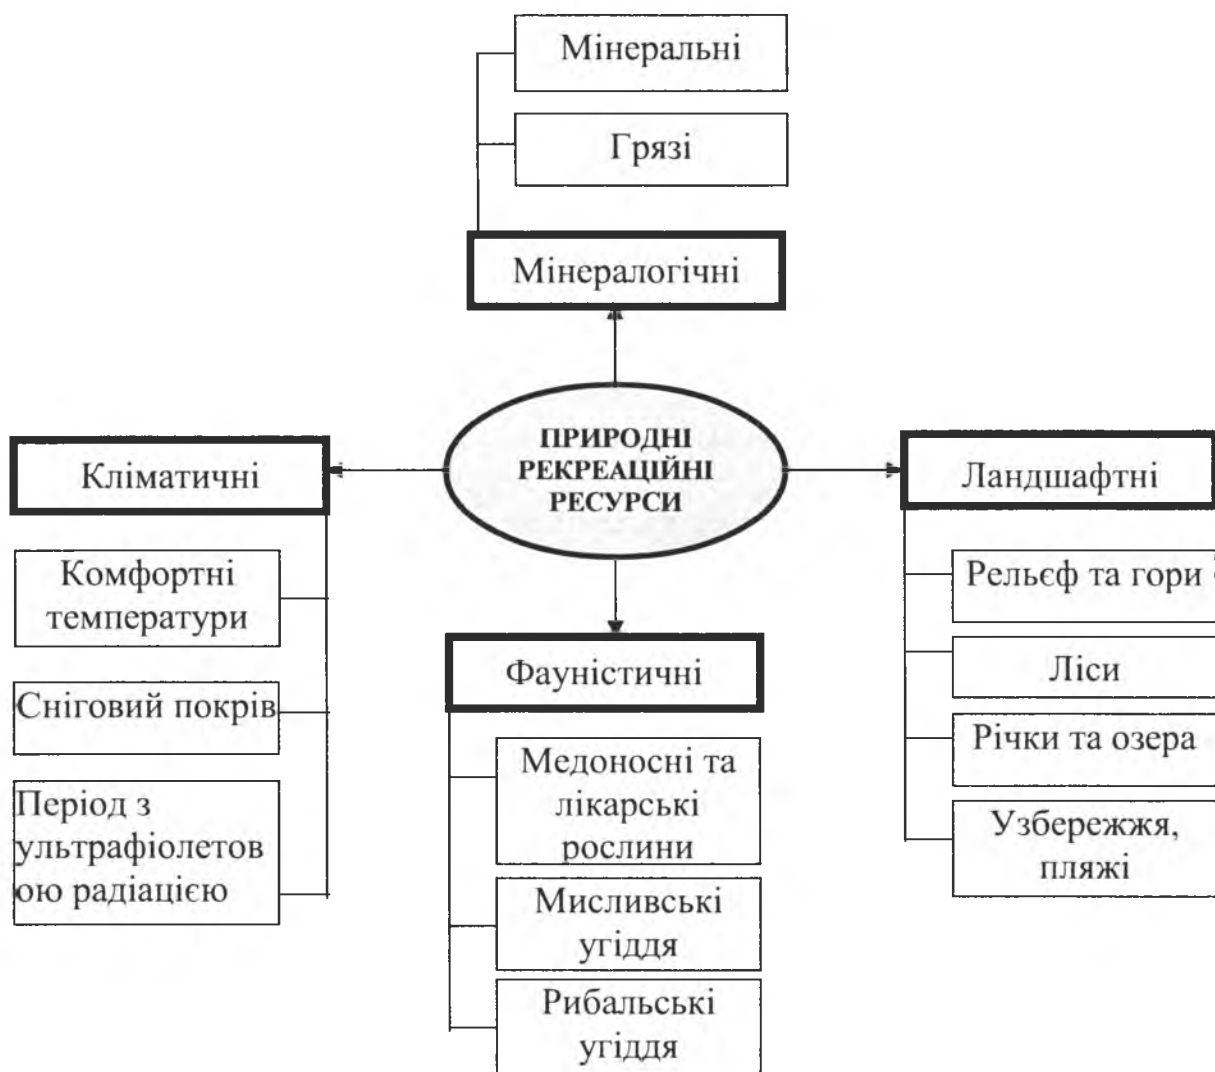 Мінеральні
Грязі
Мінералогічні
ПРИРОДНІ
РЕКРЕАЦІЙНІ
РЕСУРСИ
Кліматичні
Комфортні
температури
Сніговий покрів
Період з
ультрафіолетов
ою радіацією
Фауністичні
Медоносні та
лікарські
рослини
Мисливські
угіддя
Рибальські
угіддя
Ландшафтні
Рельєф та гори
Ліси
Річки та озера
Узбережжя,
пляжі